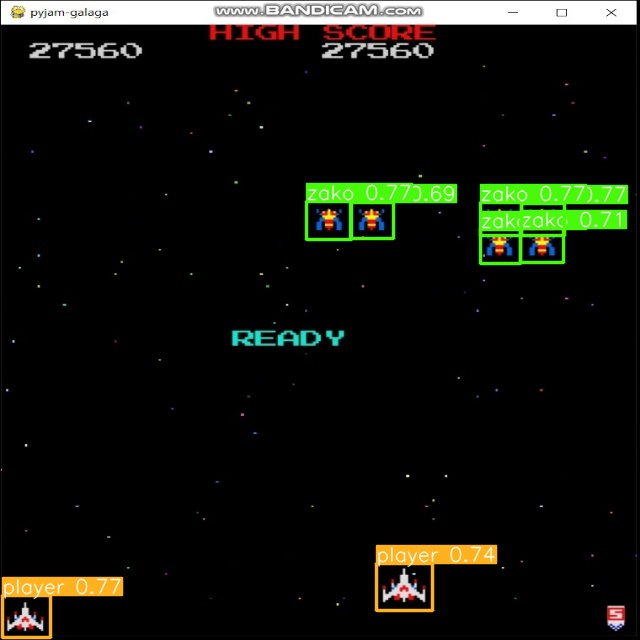 pyjam-galaga
www.BANDICAM.com
HIGH SCORE
27560 27560
zako 0.77 0.69
zako 0.77 0.77
zako 0.71
READY
player 0.74
player 0.77
5